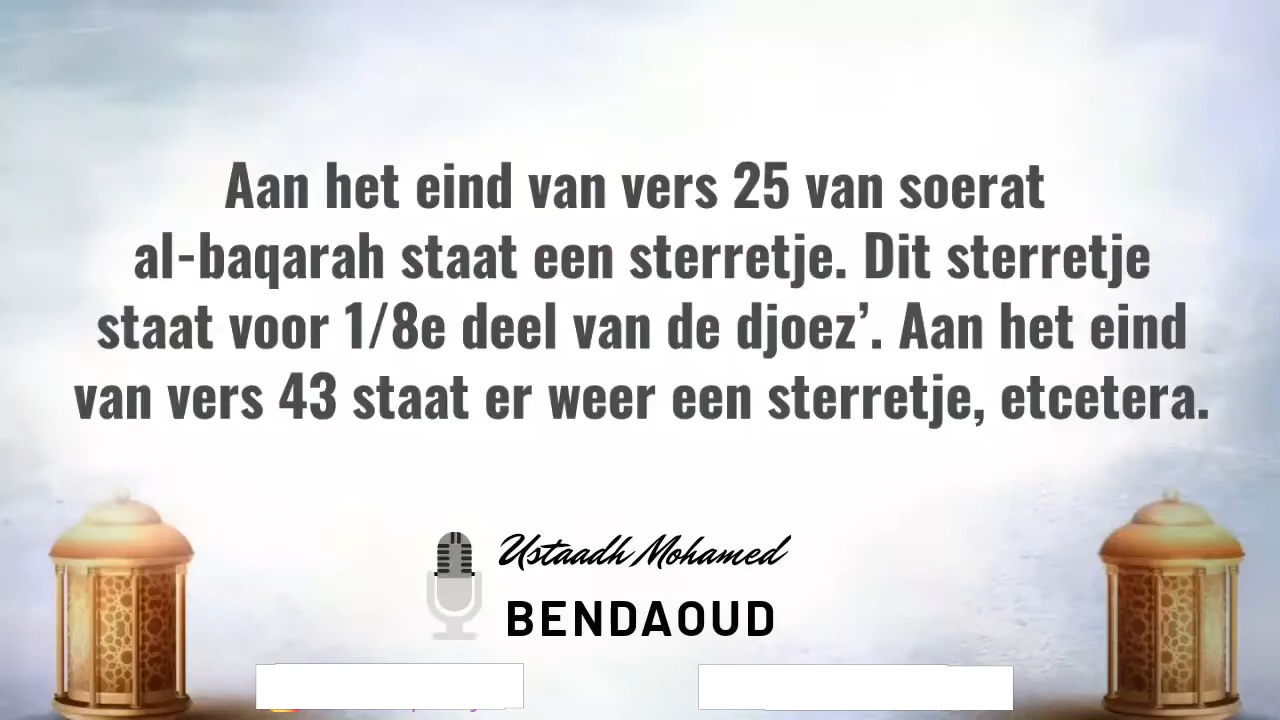 Aan het eind van vers 25 van soerat
al-baqarah staat een sterretje. Dit sterretje
staat voor 1/8e deel van de djoez’. Aan het eind
van vers 43 staat er weer een sterretje, etcetera.
Ustaadh Mohamed
BENDAOUD